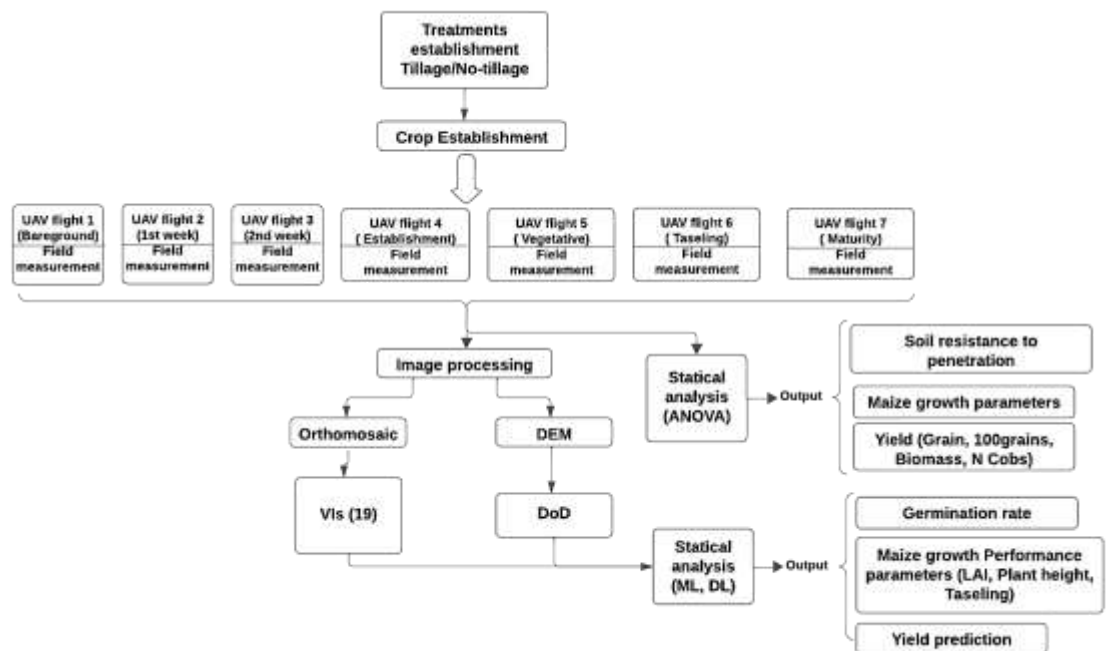 Treatments
establishment
Tillage/No-tillage
Crop Establishment
UAV flight 1
(Bareground)
Field
measurement
UAV flight 2
(1st week)
Field
measurement
UAV flight 3
(2nd week)
Field
measurement
UAV flight 4
( Establishment)
Field
measurement
UAV flight 5
( Vegetative)
Field
measurement
UAV flight 6
( Taseling)
Field
measurement
UAV flight 7
( Maturity)
Field
measurement
Image processing
Orthomosaic
DEM
VIs (19)
DoD
Statical
analysis
(ANOVA)
Output
Soil resistance to
penetration
Maize growth parameters
Yield (Grain, 100grains,
Biomass, N Cobs)
Statical
analysis
(ML, DL)
Output
Germination rate
Maize growth Performance
parameters (LAI, Plant height,
Taseling)
Yield prediction